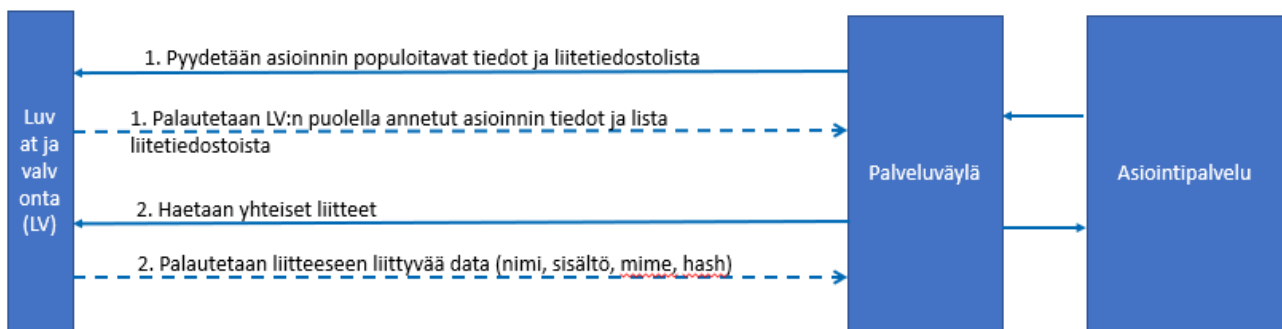 1. Pyydetään asioinnin populoitavat tiedot ja liitetiedostolista
1. Palautetaan LV:n puolella annetut asioinnin tiedot ja lista
liitetiedostoista
2. Haetaan yhteiset liitteet
2. Palautetaan liitteeseen liittyvää data (nimi, sisältö, mime, hash)
Luv
at ja
valv
onta
(LV)
Palveluväylä
Asiointipalvelu